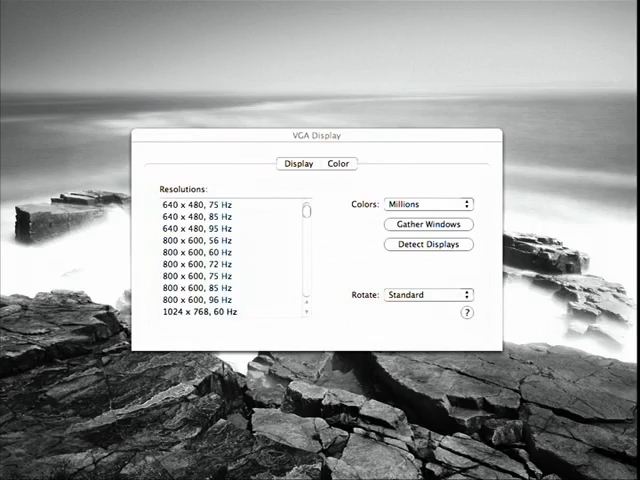 VGA Display
Display Color
Resolutions:
640 x 480, 75 Hz
640 x 480, 85 Hz
640 x 480, 95 Hz
800 x 600, 56 Hz
800 x 600, 60 Hz
800 x 600, 72 Hz
800 x 600, 75 Hz
800 x 600, 85 Hz
800 x 600, 96 Hz
1024 x 768, 60 Hz
Colors: Millions
Gather Windows
Detect Displays
Rotate: Standard
?